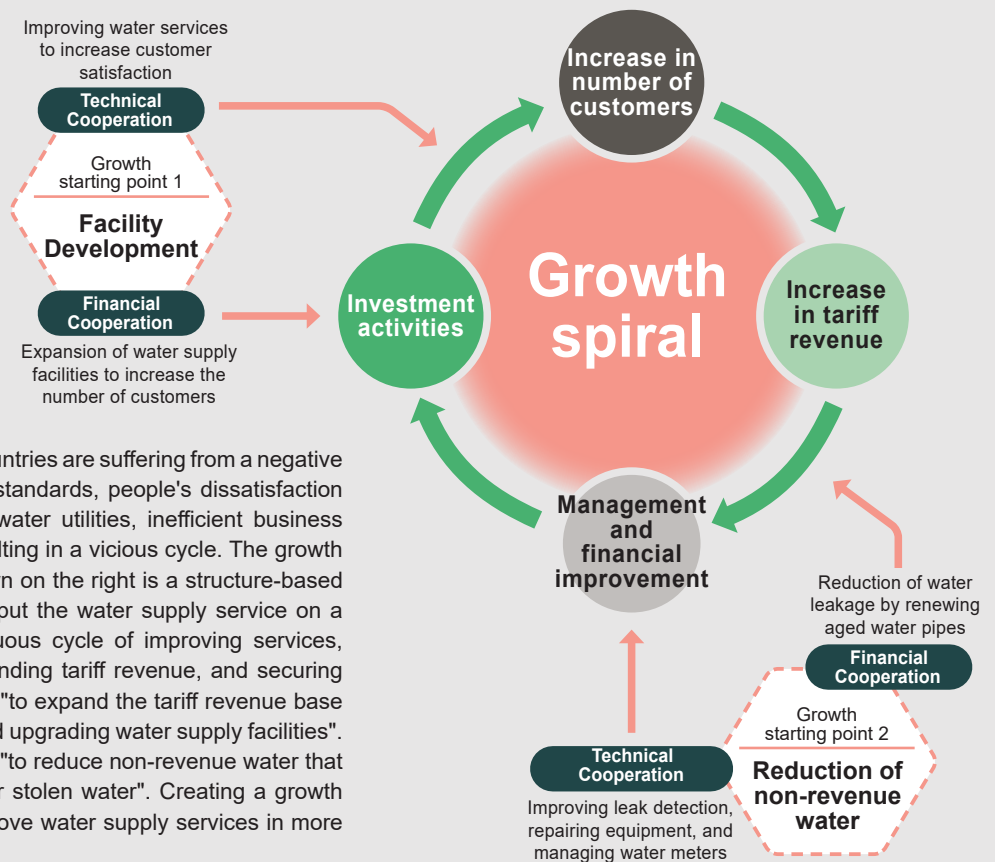 Improving water services
to increase customer
satisfaction
Technical
Cooperation
Growth
starting point 1
Facility
Development
Financial
Cooperation
Expansion of water supply
facilities to increase the
number of customers
Increase in
number of
customers
Investment
activities
Growth
spiral
Increase
in tariff
revenue
Management
and
financial
improvement
untries are suffering from a negative
standards, people's dissatisfaction
water utilities, inefficient business
lting in a vicious cycle. The growth
n on the right is a structure-based
put the water supply service on a
uous cycle of improving services,
nding tariff revenue, and securing
"to expand the tariff revenue base
d upgrading water supply facilities".
"to reduce non-revenue water that
r stolen water". Creating a growth
ove water supply services in more
Reduction of water
leakage by renewing
aged water pipes
Financial
Cooperation
Growth
starting point 2
Reduction of
non-revenue
water
Technical
Cooperation
Improving leak detection,
repairing equipment, and
managing water meters